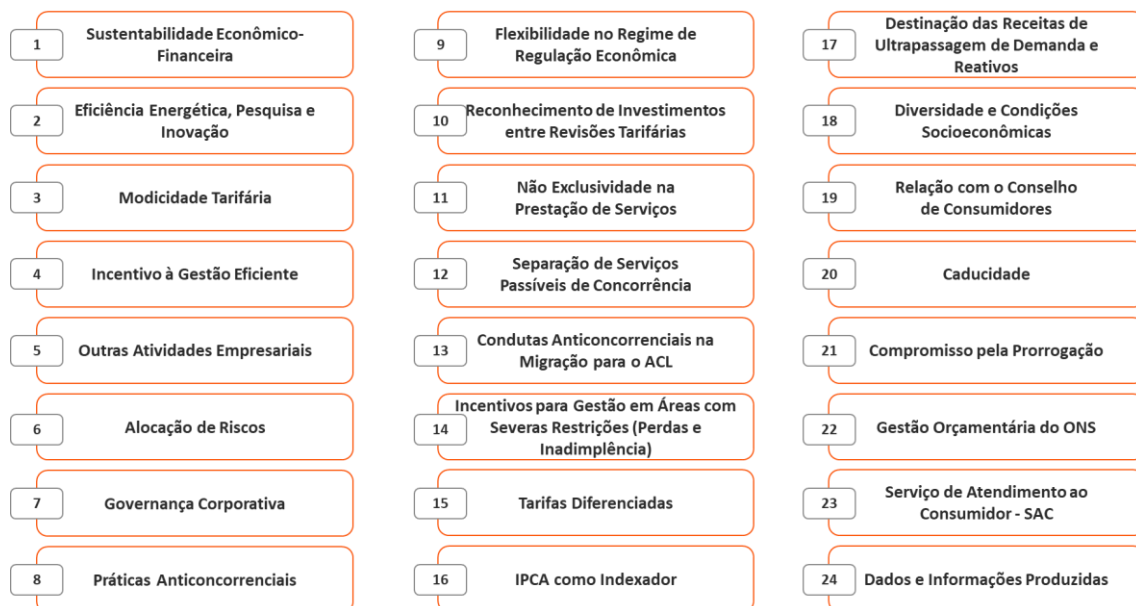 1
Sustentabilidade Econômico-
Financeira
2
Eficiência Energética, Pesquisa e
Inovação
3
Modicidade Tarifária
4
Incentivo à Gestão Eficiente
5
Outras Atividades Empresariais
6
Alocação de Riscos
7
Governança Corporativa
8
Práticas Anticoncorrenciais
9
Flexibilidade no Regime de
Regulação Econômica
10
Reconhecimento de Investimentos
entre Revisões Tarifárias
11
Não Exclusividade na
Prestação de Serviços
12
Separação de Serviços
Passíveis de Concorrência
13
Condutas Anticoncorrenciais na
Migração para o ACL
14
Incentivos para Gestão em Áreas com
Severas Restrições (Perdas e
Inadimplência)
15
Tarifas Diferenciadas
16
IPCA como Indexador
17
Destinação das Receitas de
Ultrapassagem de Demanda e
Reativos
18
Diversidade e Condições
Socioeconômicas
19
Relação com o Conselho
de Consumidores
20
Caducidade
21
Compromisso pela Prorrogação
22
Gestão Orçamentária do ONS
23
Serviço de Atendimento ao
Consumidor - SAC
24
Dados e Informações Produzidas